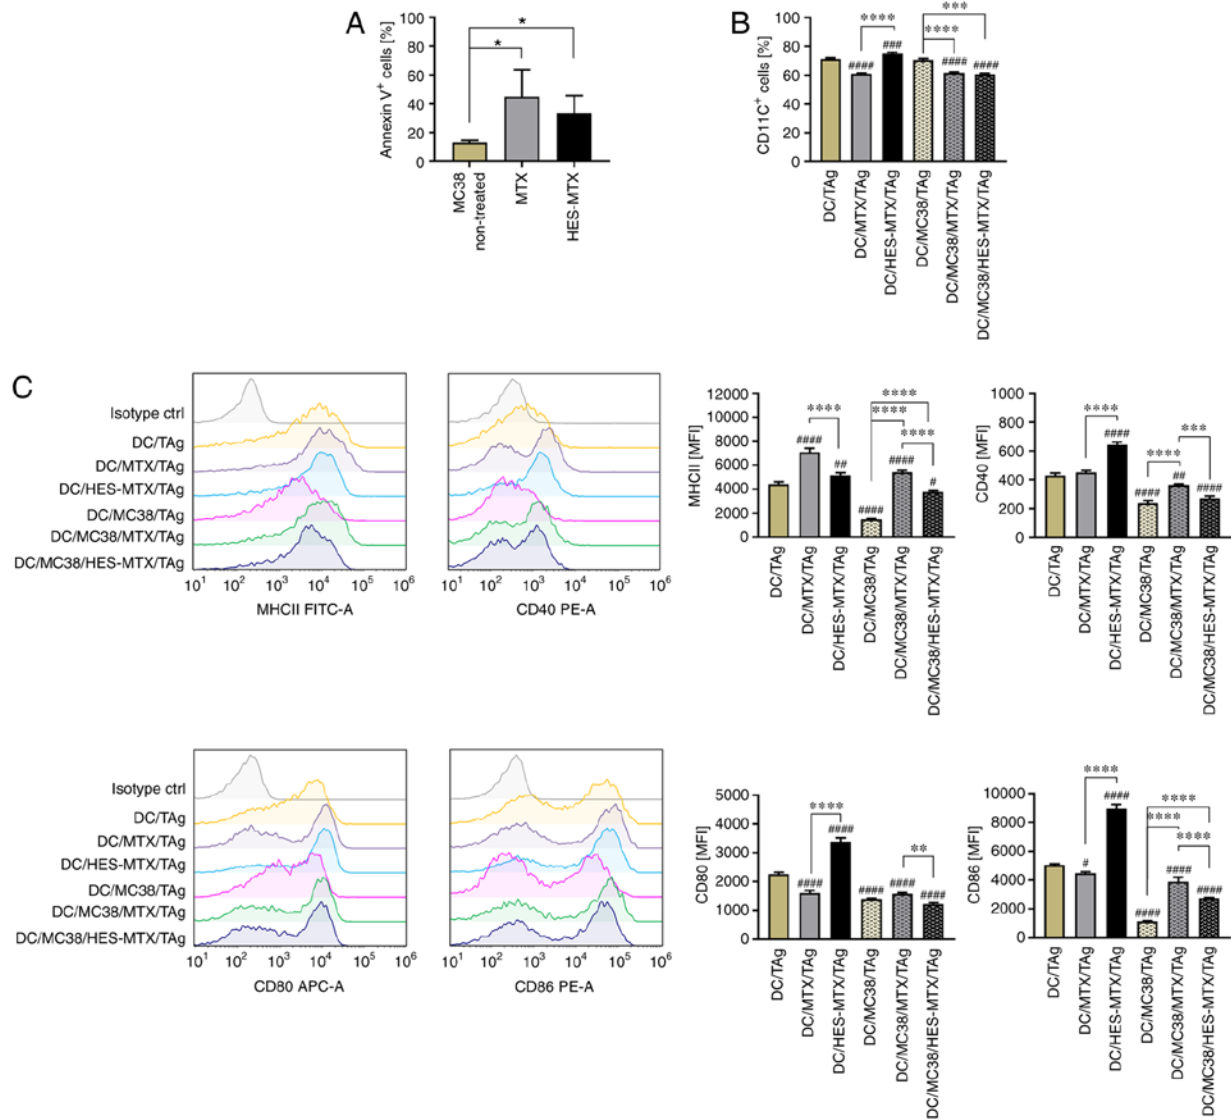 A
Annexin V+ cells [%]
100
80
60
40
20
0
*
*
MC38
non-treated
MTX
HES-MTX
B
CD11C+ cells [%]
100
80
60
40
20
0
****
***
****
####
###
####
####
DC/TAg
DC/MTX/TAg
DC/HES-MTX/TAg
DC/MC38/TAg
DC/MC38/MTX/TAg
DC/MC38/HES-MTX/TAg
C
Isotype ctrl
DC/TAg
DC/MTX/TAg
DC/HES-MTX/TAg
DC/MC38/TAg
DC/MC38/MTX/TAg
DC/MC38/HES-MTX/TAg
101 102 103 104 105 106
MHCII FITC-A
101 102 103 104 105 106
CD40 PE-A
MHCII [MFI]
12000
10000
8000
6000
4000
2000
0
****
****
****
****
####
##
####
####
#
DC/TAg
DC/MTX/TAg
DC/HES-MTX/TAg
DC/MC38/TAg
DC/MC38/MTX/TAg
DC/MC38/HES-MTX/TAg
CD40 [MFI]
1000
800
600
400
200
0
****
***
****
####
####
##
####
DC/TAg
DC/MTX/TAg
DC/HES-MTX/TAg
DC/MC38/TAg
DC/MC38/MTX/TAg
DC/MC38/HES-MTX/TAg
Isotype ctrl
DC/TAg
DC/MTX/TAg
DC/HES-MTX/TAg
DC/MC38/TAg
DC/MC38/MTX/TAg
DC/MC38/HES-MTX/TAg
101 102 103 104 105 106
CD80 APC-A
101 102 103 104 105 106
CD86 PE-A
CD80 [MFI]
5000
4000
3000
2000
1000
0
****
**
####
####
####
####
####
DC/TAg
DC/MTX/TAg
DC/HES-MTX/TAg
DC/MC38/TAg
DC/MC38/MTX/TAg
DC/MC38/HES-MTX/TAg
CD86 [MFI]
10000
8000
6000
4000
2000
0
****
****
****
****
#
####
####
####
####
DC/TAg
DC/MTX/TAg
DC/HES-MTX/TAg
DC/MC38/TAg
DC/MC38/MTX/TAg
DC/MC38/HES-MTX/TAg